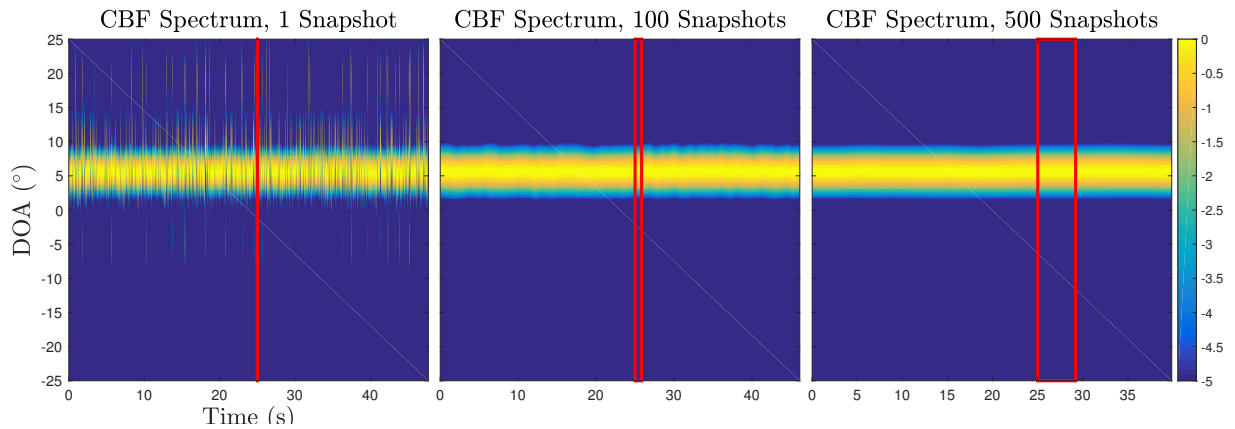 CBF Spectrum, 1 Snapshot
CBF Spectrum, 100 Snapshots
CBF Spectrum, 500 Snapshots
DOA (°)
25
20
15
10
5
0
-5
-10
-15
-20
-25
0 10 20 30 40
0 10 20 30 40
0 5 10 15 20 25 30 35
Time (s)
0
-0.5
-1
-1.5
-2
-2.5
-3
-3.5
-4
-4.5
-5